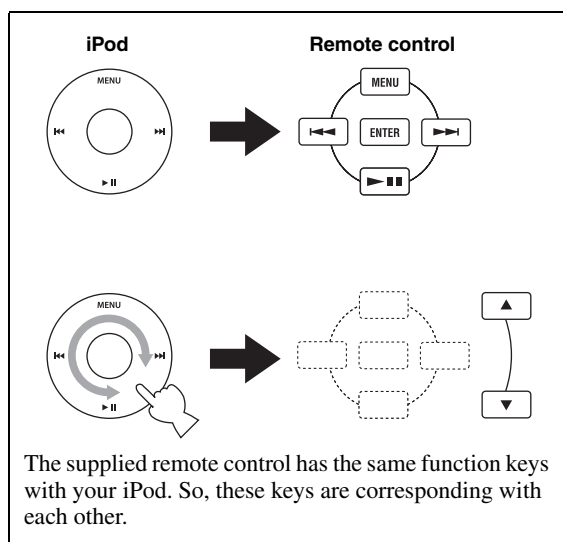 iPod Remote control
MENU MENU
⏮ ⏭ ⏮ ENTER ⏭
▶⏸ ▶⏸
MENU ▲
⏮ ⏭
▶⏸ ▼
The supplied remote control has the same function keys
with your iPod. So, these keys are corresponding with
each other.